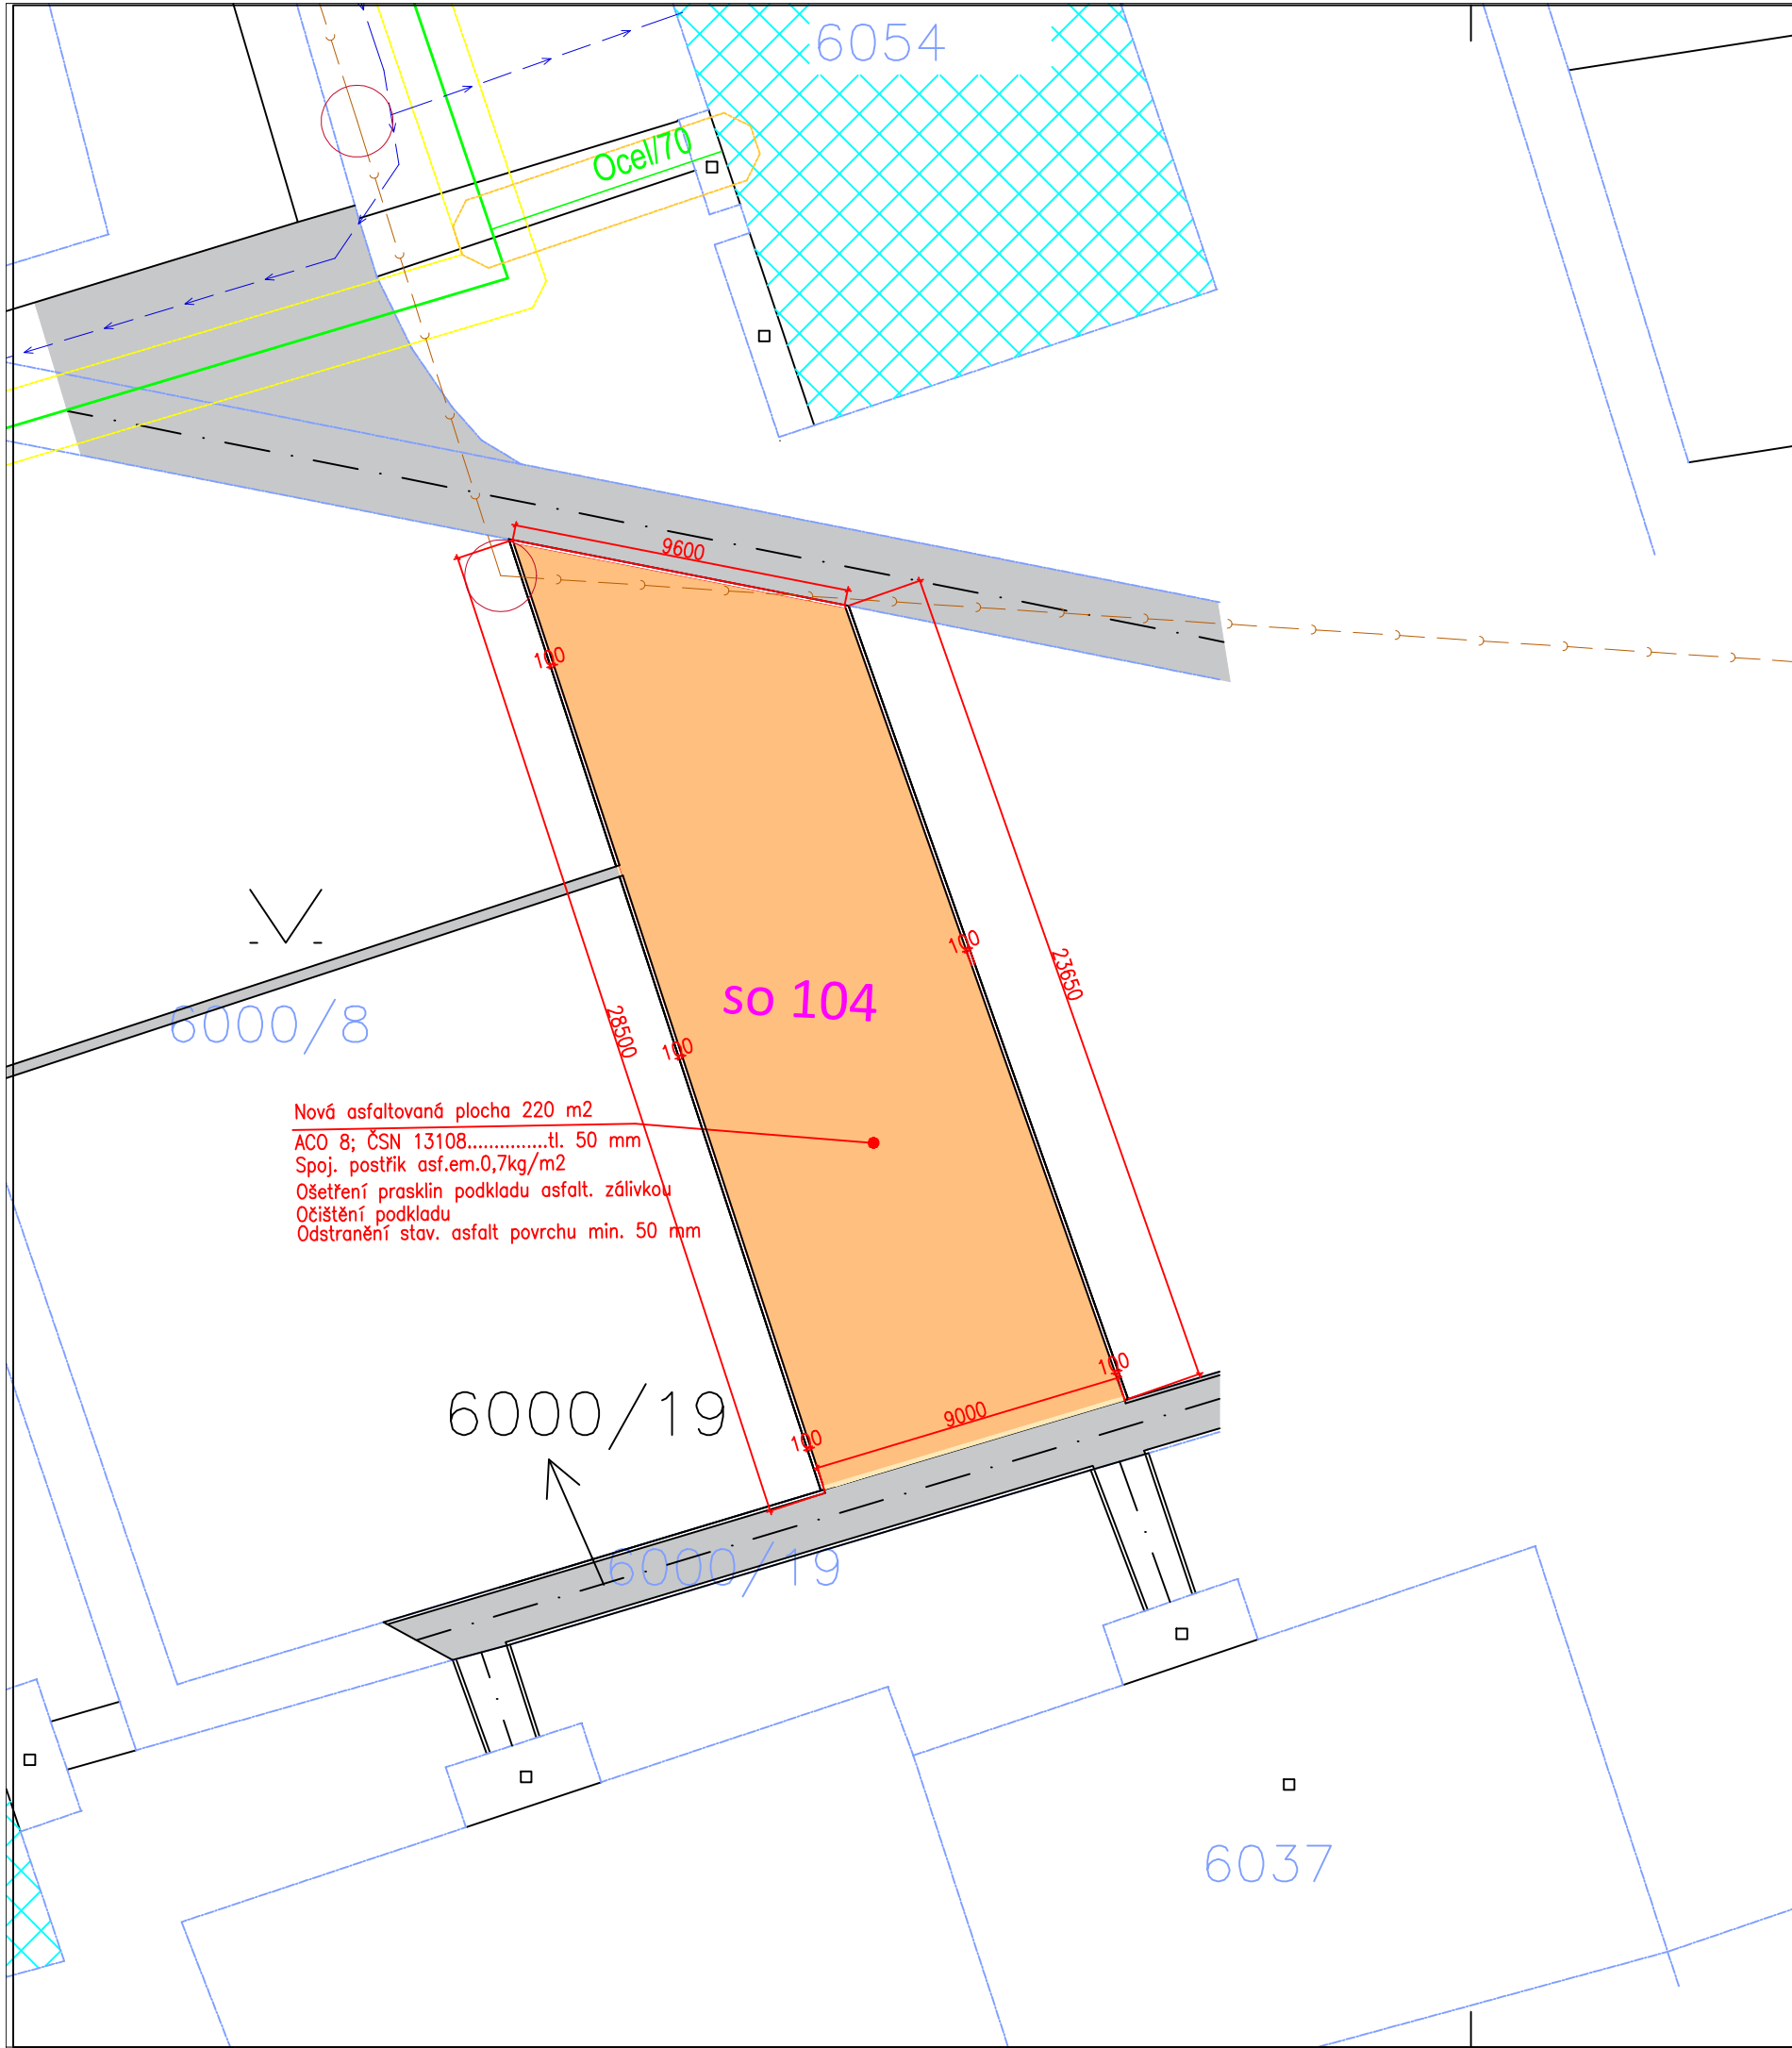 6054
Ocel/70
9600
100
100
23650
so 104
6000/8
28500
100
Nová asfaltovaná plocha 220 m2
ACO 8; ČSN 13108...............tl. 50 mm
Spoj. postřik asf.em.0,7kg/m2
Ošetření prasklin podkladu asfalt. zálivkou
Očištění podkladu
Odstranění stav. asfalt povrchu min. 50 mm
100
6000/19
9000
100
6000/19
6037